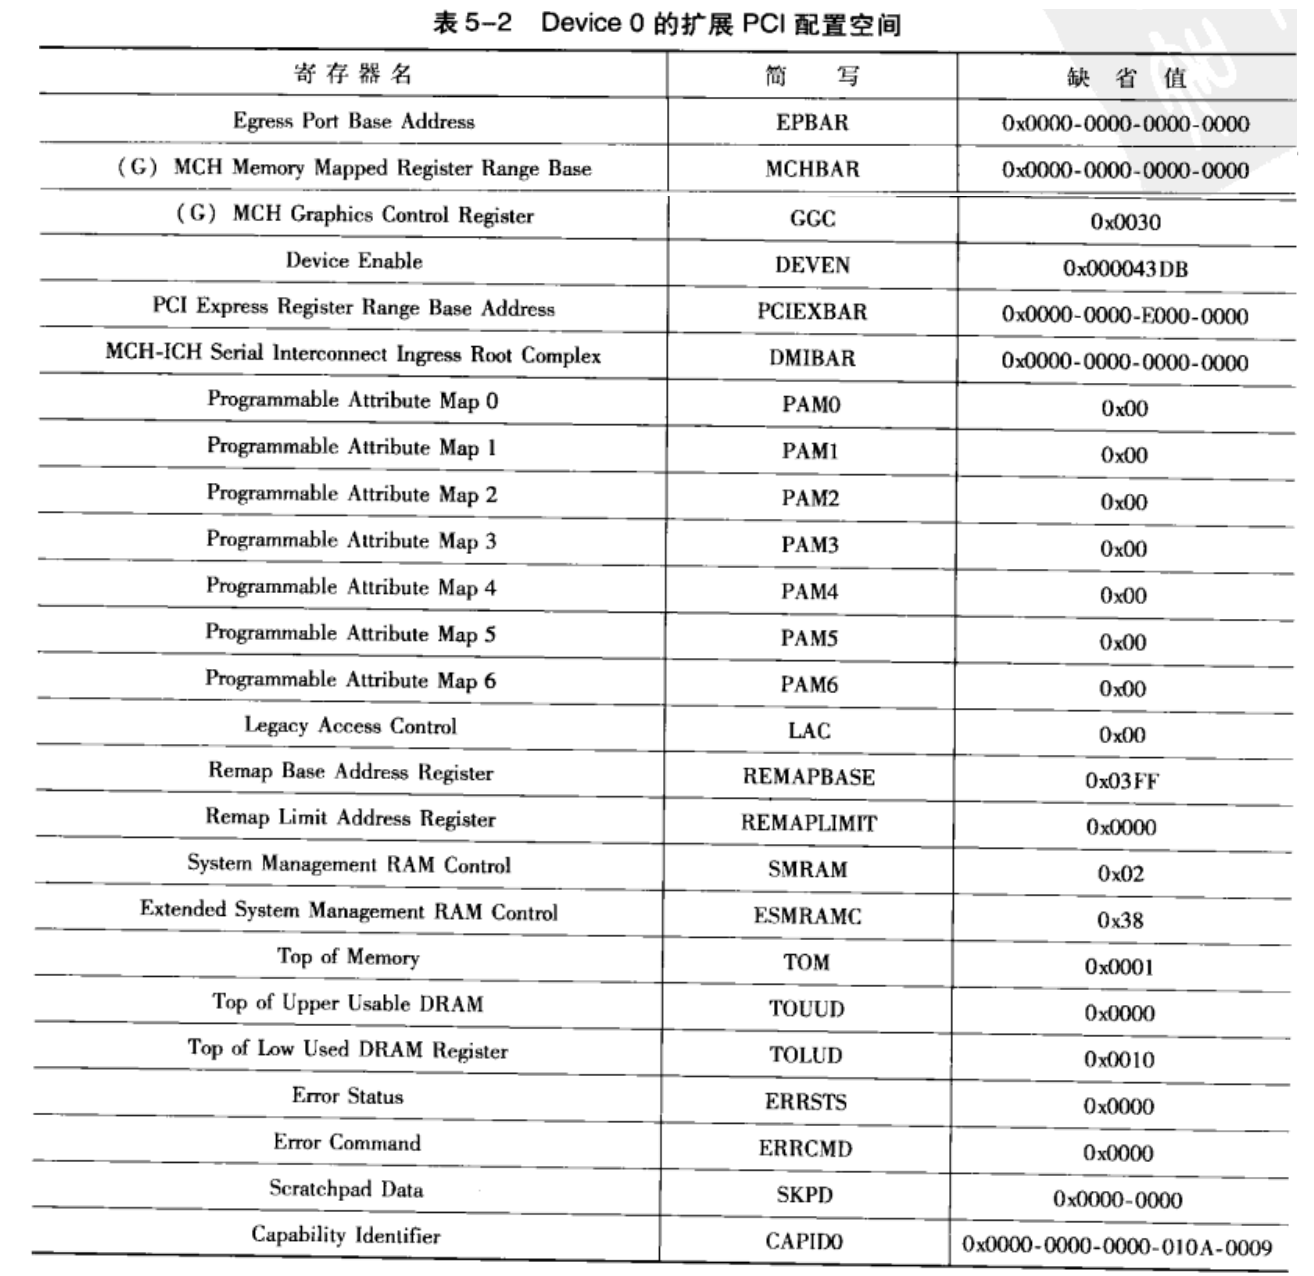 表 5-2 Device 0 的扩展 PCI 配置空间
寄存器名 简写 缺省值
Egress Port Base Address EPBAR 0x0000-0000-0000-0000
(G) MCH Memory Mapped Register Range Base MCHBAR 0x0000-0000-0000-0000
(G) MCH Graphics Control Register GGC 0x0030
Device Enable DEVEN 0x000043DB
PCI Express Register Range Base Address PCIEXBAR 0x0000-0000-E000-0000
MCH-ICH Serial Interconnect Ingress Root Complex DMIBAR 0x0000-0000-0000-0000
Programmable Attribute Map 0 PAM0 0x00
Programmable Attribute Map 1 PAM1 0x00
Programmable Attribute Map 2 PAM2 0x00
Programmable Attribute Map 3 PAM3 0x00
Programmable Attribute Map 4 PAM4 0x00
Programmable Attribute Map 5 PAM5 0x00
Programmable Attribute Map 6 PAM6 0x00
Legacy Access Control LAC 0x00
Remap Base Address Register REMAPBASE 0x03FF
Remap Limit Address Register REMAPLIMIT 0x0000
System Management RAM Control SMRAM 0x02
Extended System Management RAM Control ESMRAMC 0x38
Top of Memory TOM 0x0001
Top of Upper Usable DRAM TOUUD 0x0000
Top of Low Used DRAM Register TOLUD 0x0010
Error Status ERRSTS 0x0000
Error Command ERRCMD 0x0000
Scratchpad Data SKPD 0x0000-0000
Capability Identifier CAPID0 0x0000-0000-0000-010A-0009